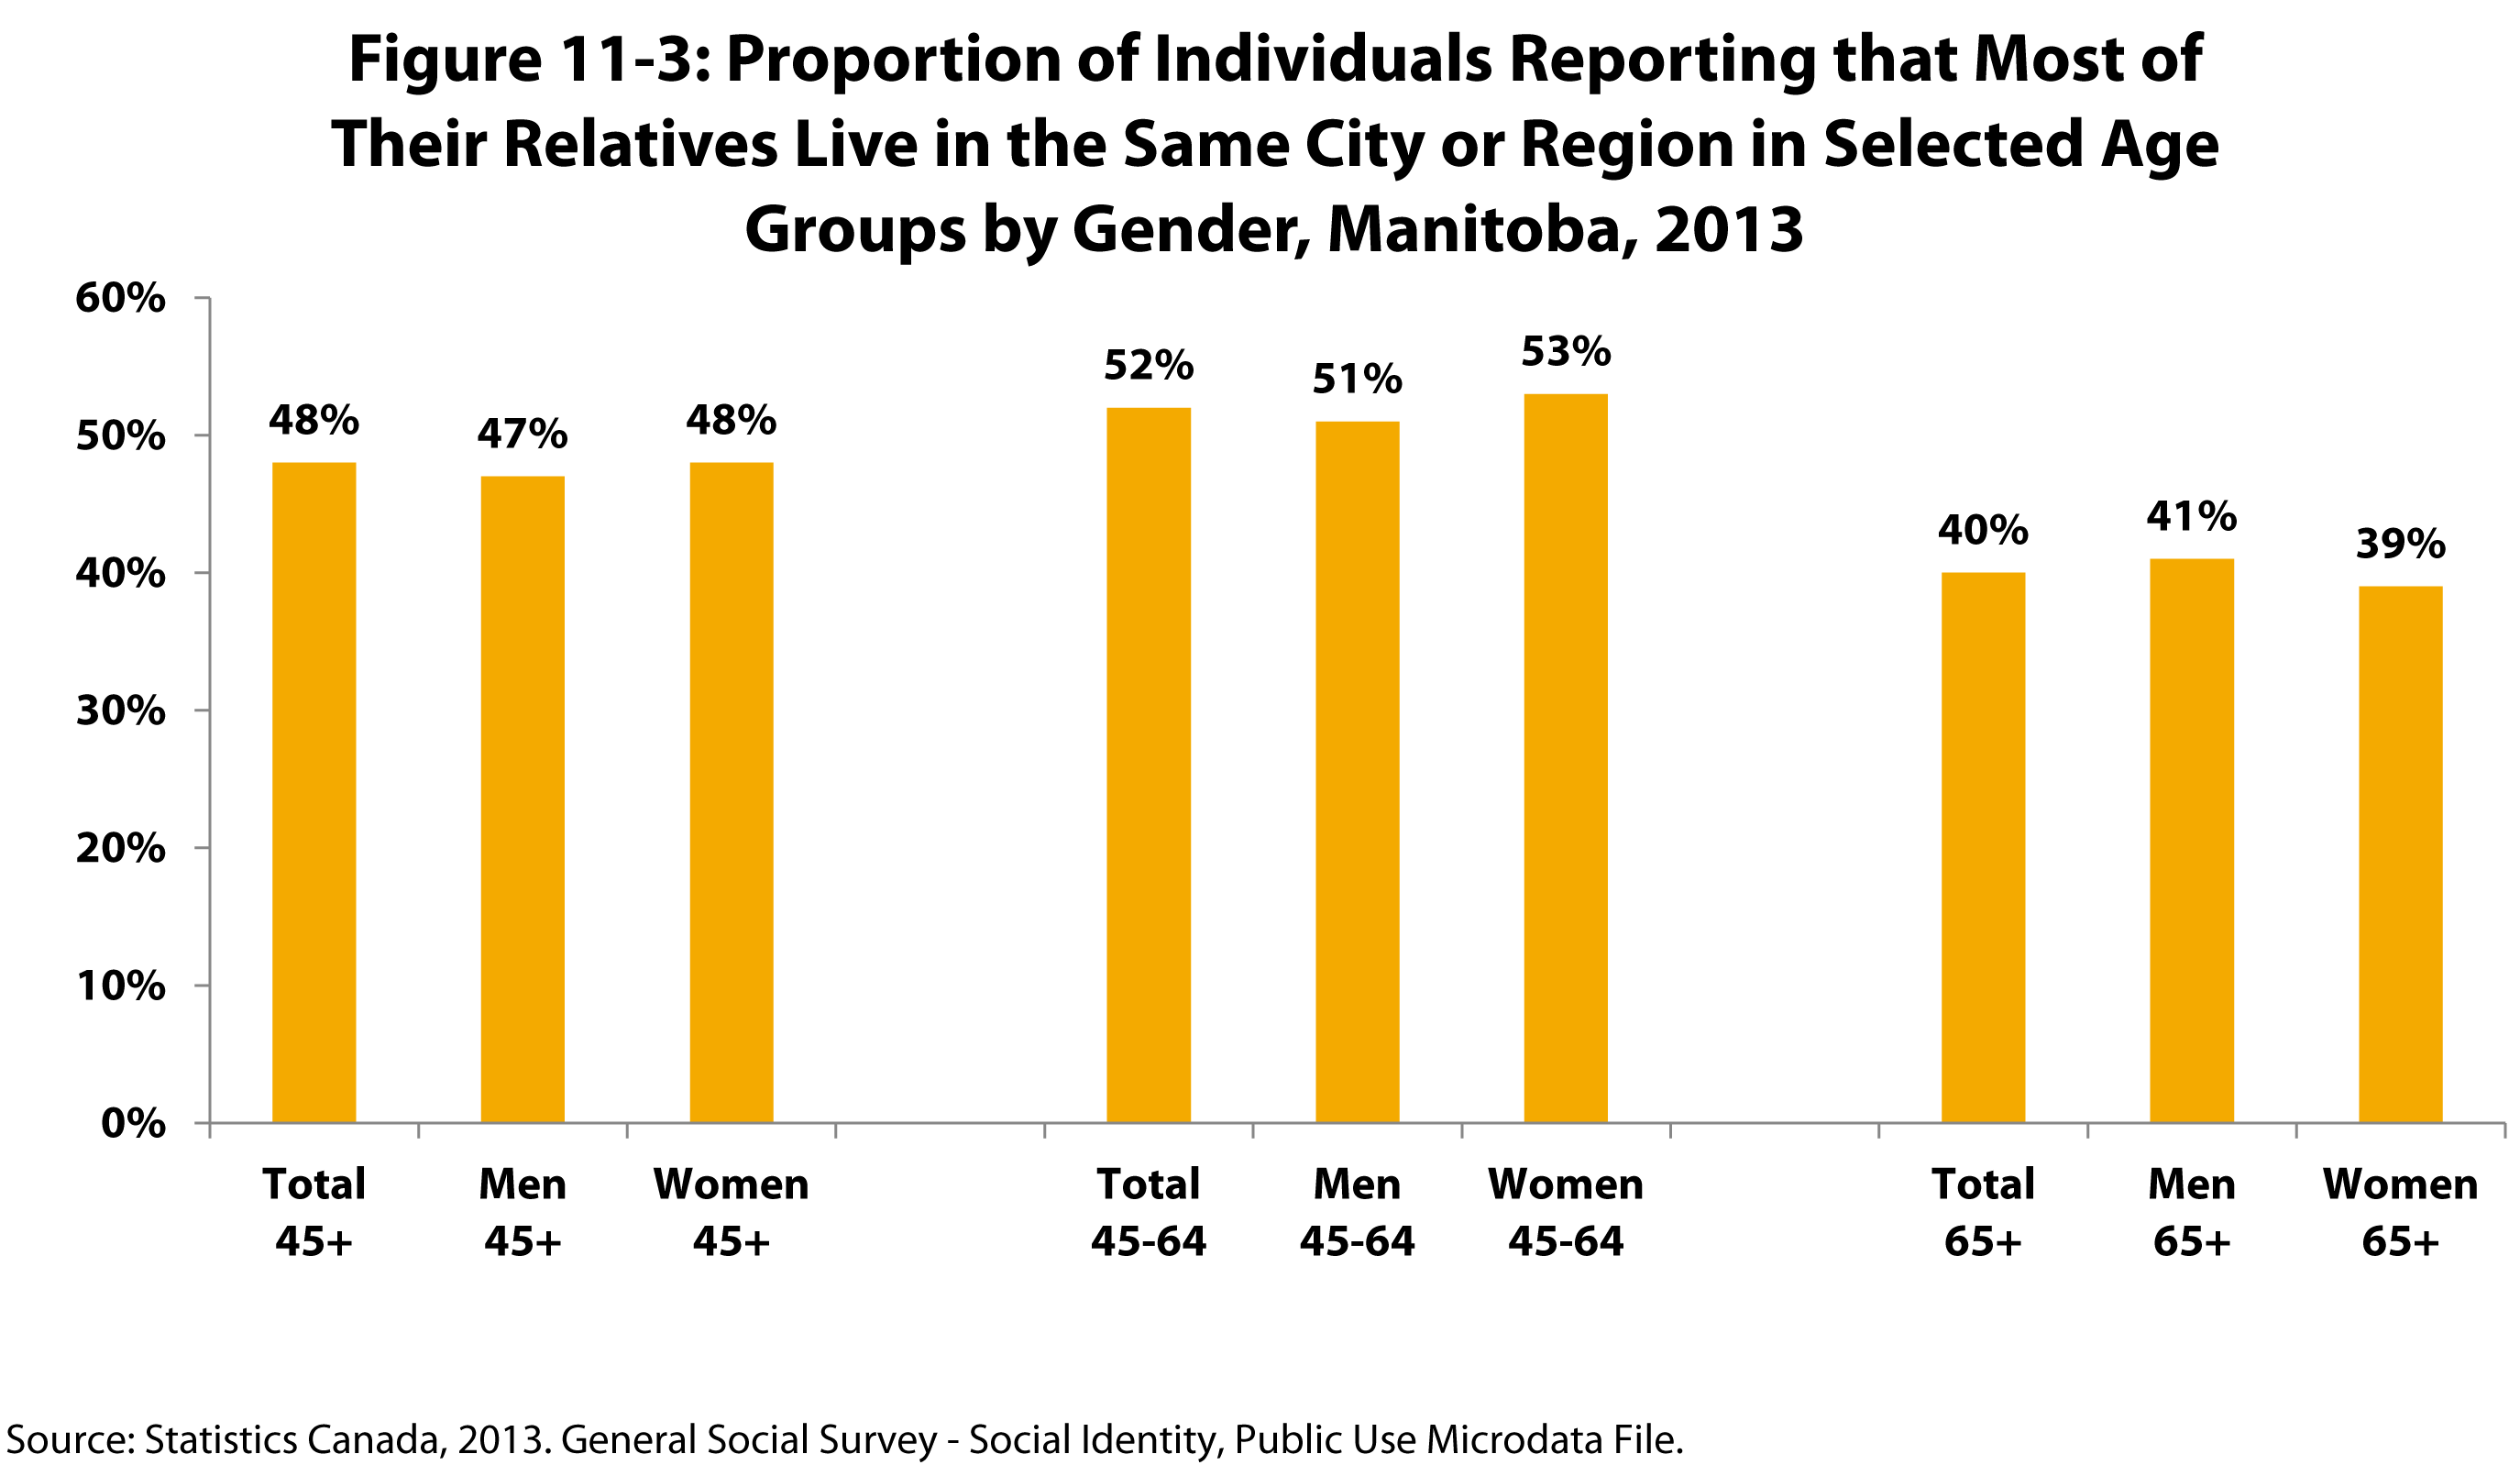 Figure 11-3: Proportion of Individuals Reporting that Most of
Their Relatives Live in the Same City or Region in Selected Age
Groups by Gender, Manitoba, 2013
60%
50%
40%
30%
20%
10%
0%
48%
47%
48%
52%
51%
53%
40%
41%
39%
Total
45+
Men
45+
Women
45+
Total
45-64
Men
45-64
Women
45-64
Total
65+
Men
65+
Women
65+
Source: Statistics Canada, 2013. General Social Survey - Social Identity, Public Use Microdata File.